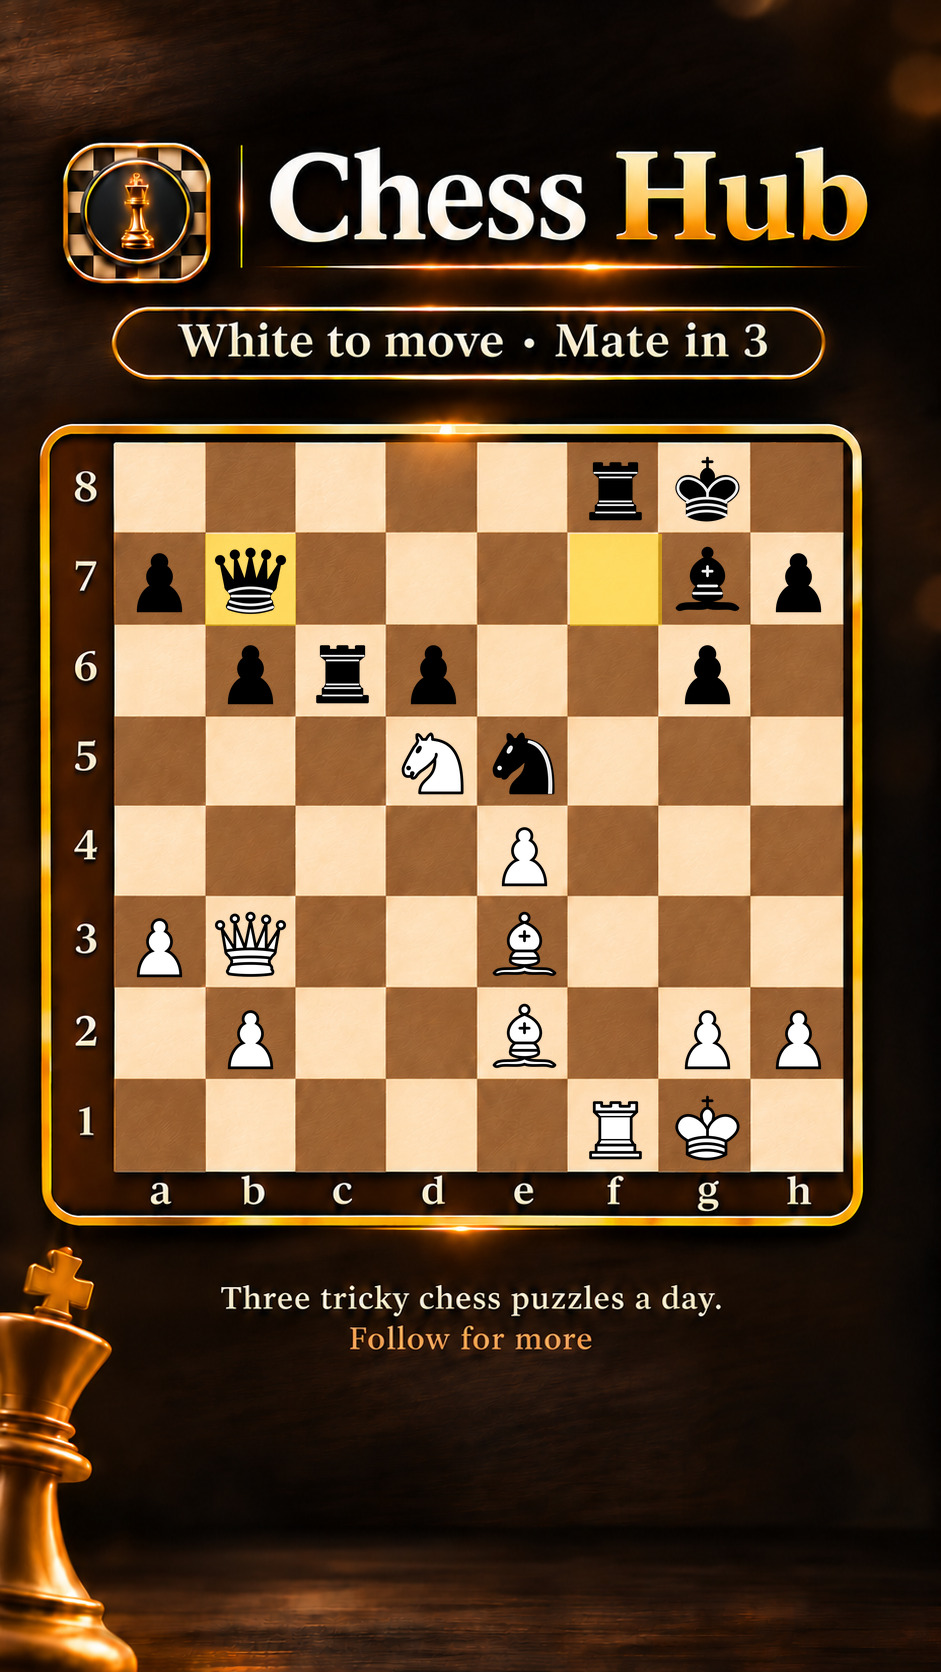 Chess Hub
White to move • Mate in 3
8
7
6
5
4
3
2
1
a b c d e f g h
Three tricky chess puzzles a day.
Follow for more